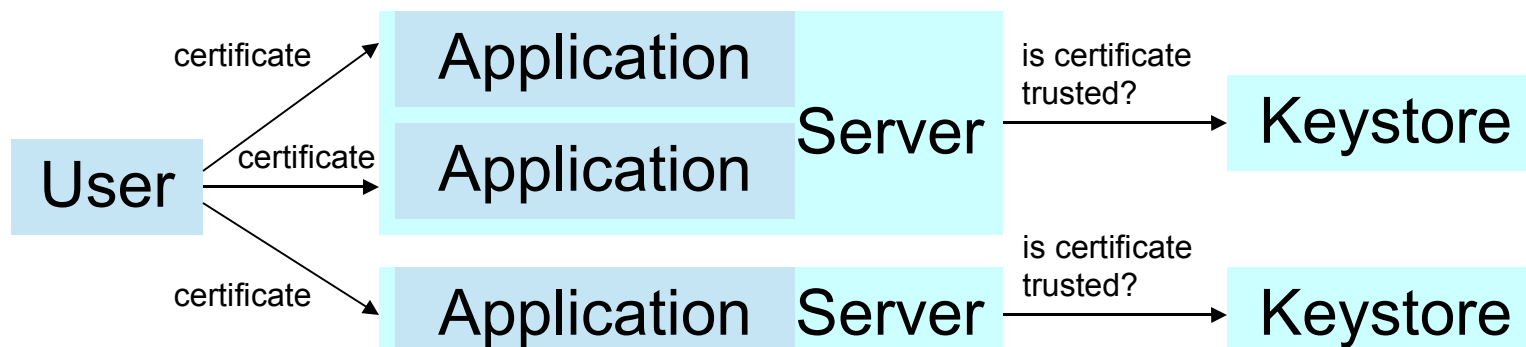 certificate
Application
is certificate
trusted?
Server
Keystore
certificate
Application
User
is certificate
trusted?
certificate
Application
Server
Keystore